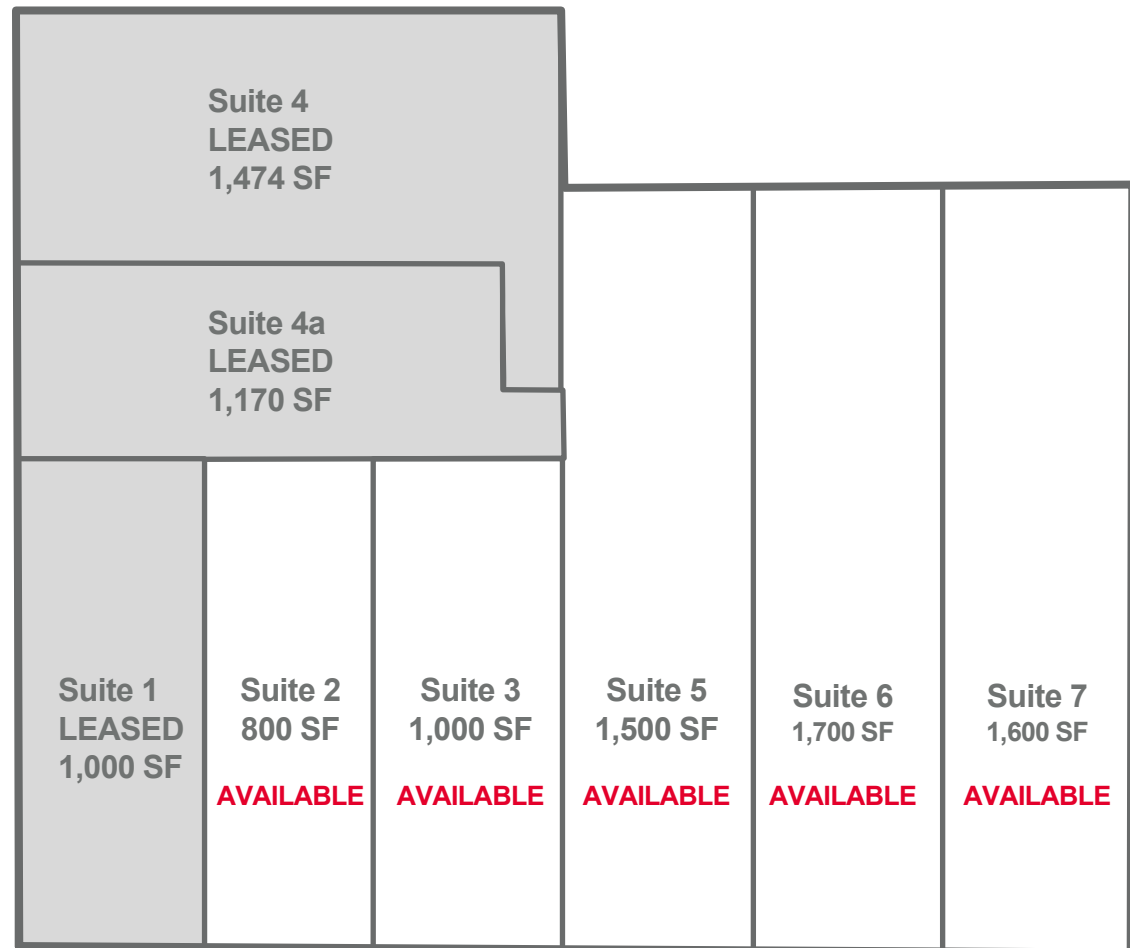 Suite 4
LEASED
1,474 SF
Suite 4a
LEASED
1,170 SF
Suite 1
LEASED
1,000 SF
Suite 2
800 SF
AVAILABLE
Suite 3
1,000 SF
AVAILABLE
Suite 5
1,500 SF
AVAILABLE
Suite 6
1,700 SF
AVAILABLE
Suite 7
1,600 SF
AVAILABLE